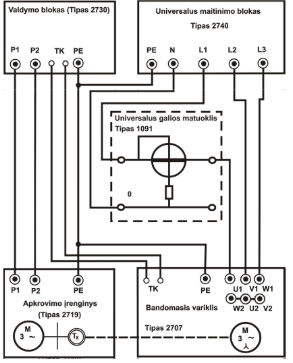 Valdymo blokas (Tipas 2730)
Universalus maitinimo blokas
Tipas 2740
P1 P2 TK PE
PE N L1 L2 L3
Universalus galios matuoklis
Tipas 1091
0
P1 P2 PE
TK PE U1 V1 W1
W2 U2 V2
Apkrovimo įrenginys
(Tipas 2719)
Bandomasis variklis
Tipas 2707
M
3 ~
Tx
M
3 ~